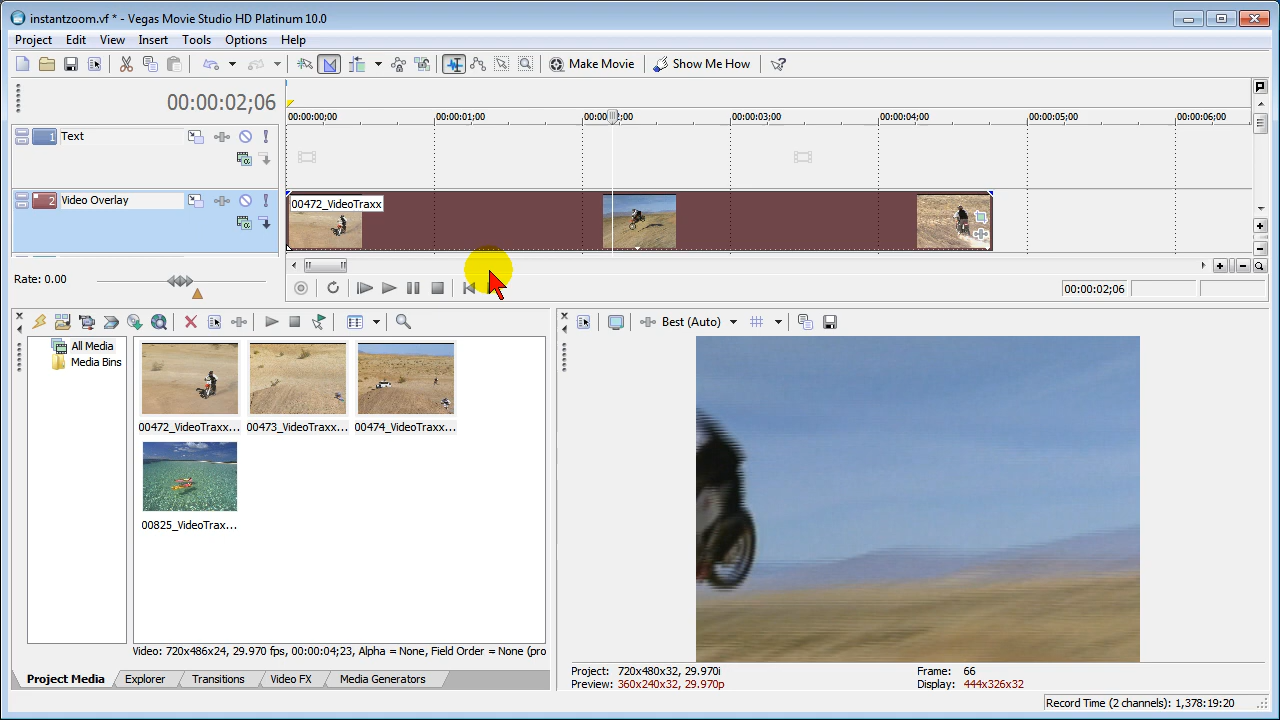 instantzoom.vf * - Vegas Movie Studio HD Platinum 10.0
Project Edit View Insert Tools Options Help
Make Movie Show Me How
00:00:02;06
00:00:00;00 00:00:01;00 00:00:03;00 00:00:04;00 00:00:05;00 00:00:06;00
1 Text
2 Video Overlay
00472_VideoTraxx
Rate: 0.00
00:00:02;06
Best (Auto)
All Media
Media Bins
00472_VideoTraxx... 00473_VideoTraxx... 00474_VideoTraxx...
00825_VideoTrax...
Video: 720x486x24, 29.970 fps, 00:00:04;23, Alpha = None, Field Order = None (pro
Project Media Explorer Transitions Video FX Media Generators
Project: 720x480x32, 29.970i Frame: 66
Preview: 360x240x32, 29.970p Display: 444x326x32
Record Time (2 channels): 1,378:19:20